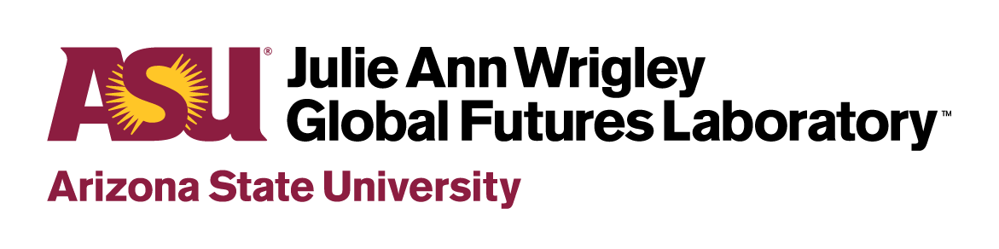 ASU®
Julie Ann Wrigley
Global Futures Laboratory™
Arizona State University